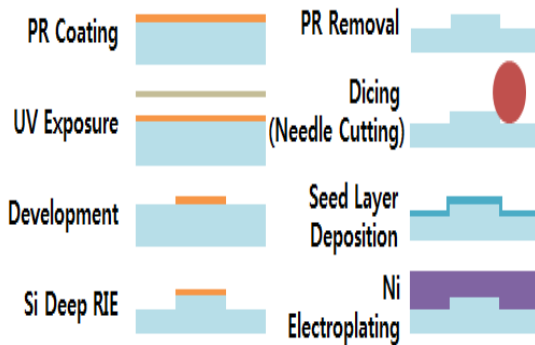 PR Coating
UV Exposure
Development
Si Deep RIE
PR Removal
Dicing
(Needle Cutting)
Seed Layer
Deposition
Ni
Electroplating